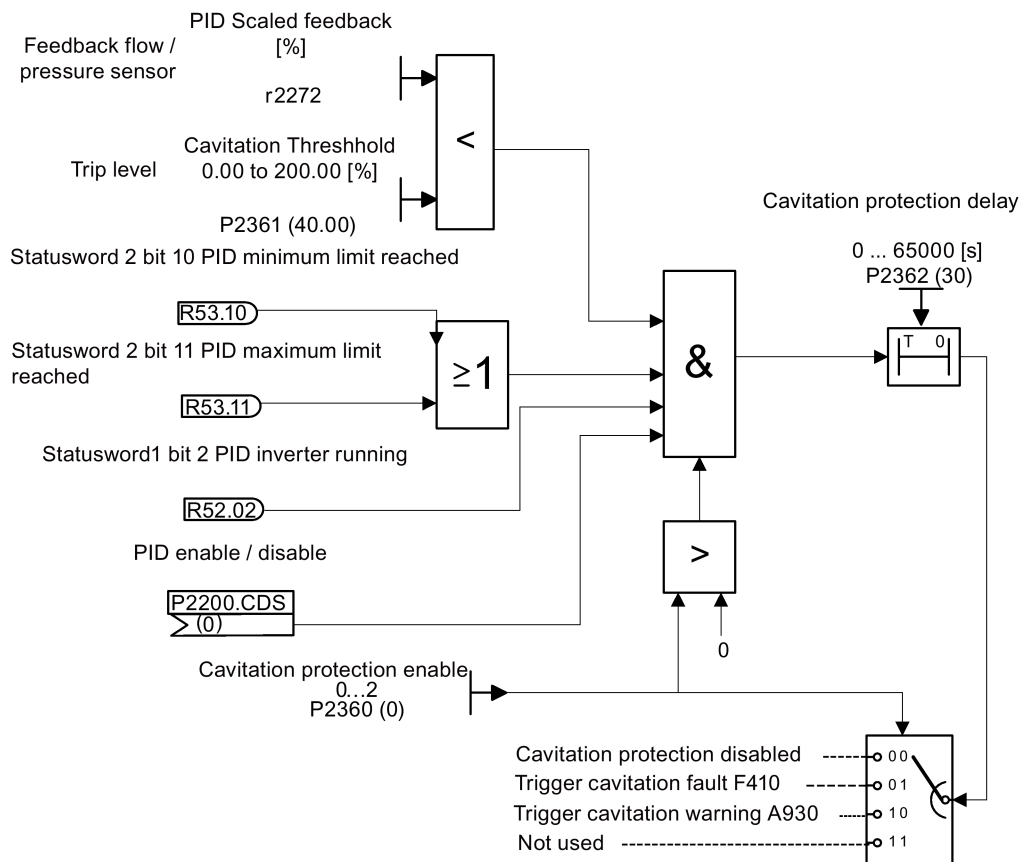 PID Scaled feedback
[%]
Feedback flow /
pressure sensor
r2272
<
Cavitation Threshhold
Trip level
0.00 to 200.00 [%]
P2361 (40.00)
Cavitation protection delay
0 ... 65000 [s]
P2362 (30)
T 0
Statusword 2 bit 10 PID minimum limit reached
R53.10
Statusword 2 bit 11 PID maximum limit
reached
≥1
&
R53.11
Statusword1 bit 2 PID inverter running
R52.02
PID enable / disable
>
P2200.CDS
(0)
0
Cavitation protection enable
0...2
P2360 (0)
Cavitation protection disabled
00
Trigger cavitation fault F410
01
Trigger cavitation warning A930
10
Not used
11